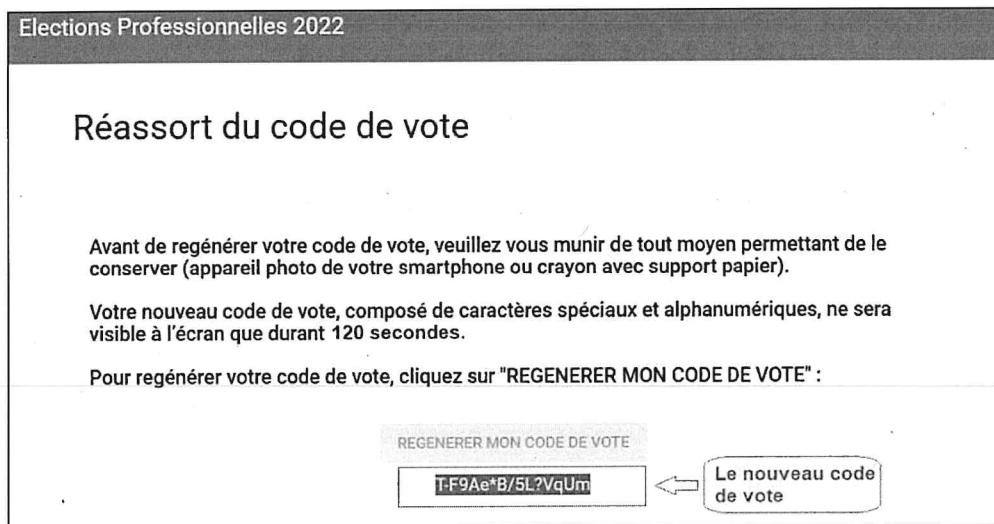 Elections Professionnelles 2022
Réassort du code de vote
Avant de regénérer votre code de vote, veuillez vous munir de tout moyen permettant de le
conserver (appareil photo de votre smartphone ou crayon avec support papier).
Votre nouveau code de vote, composé de caractères spéciaux et alphanumériques, ne sera
visible à l'écran que durant 120 secondes.
Pour regénérer votre code de vote, cliquez sur "REGENERER MON CODE DE VOTE" :
REGENERER MON CODE DE VOTE
T-F9Ae*B/5L?VqUm
Le nouveau code
de vote